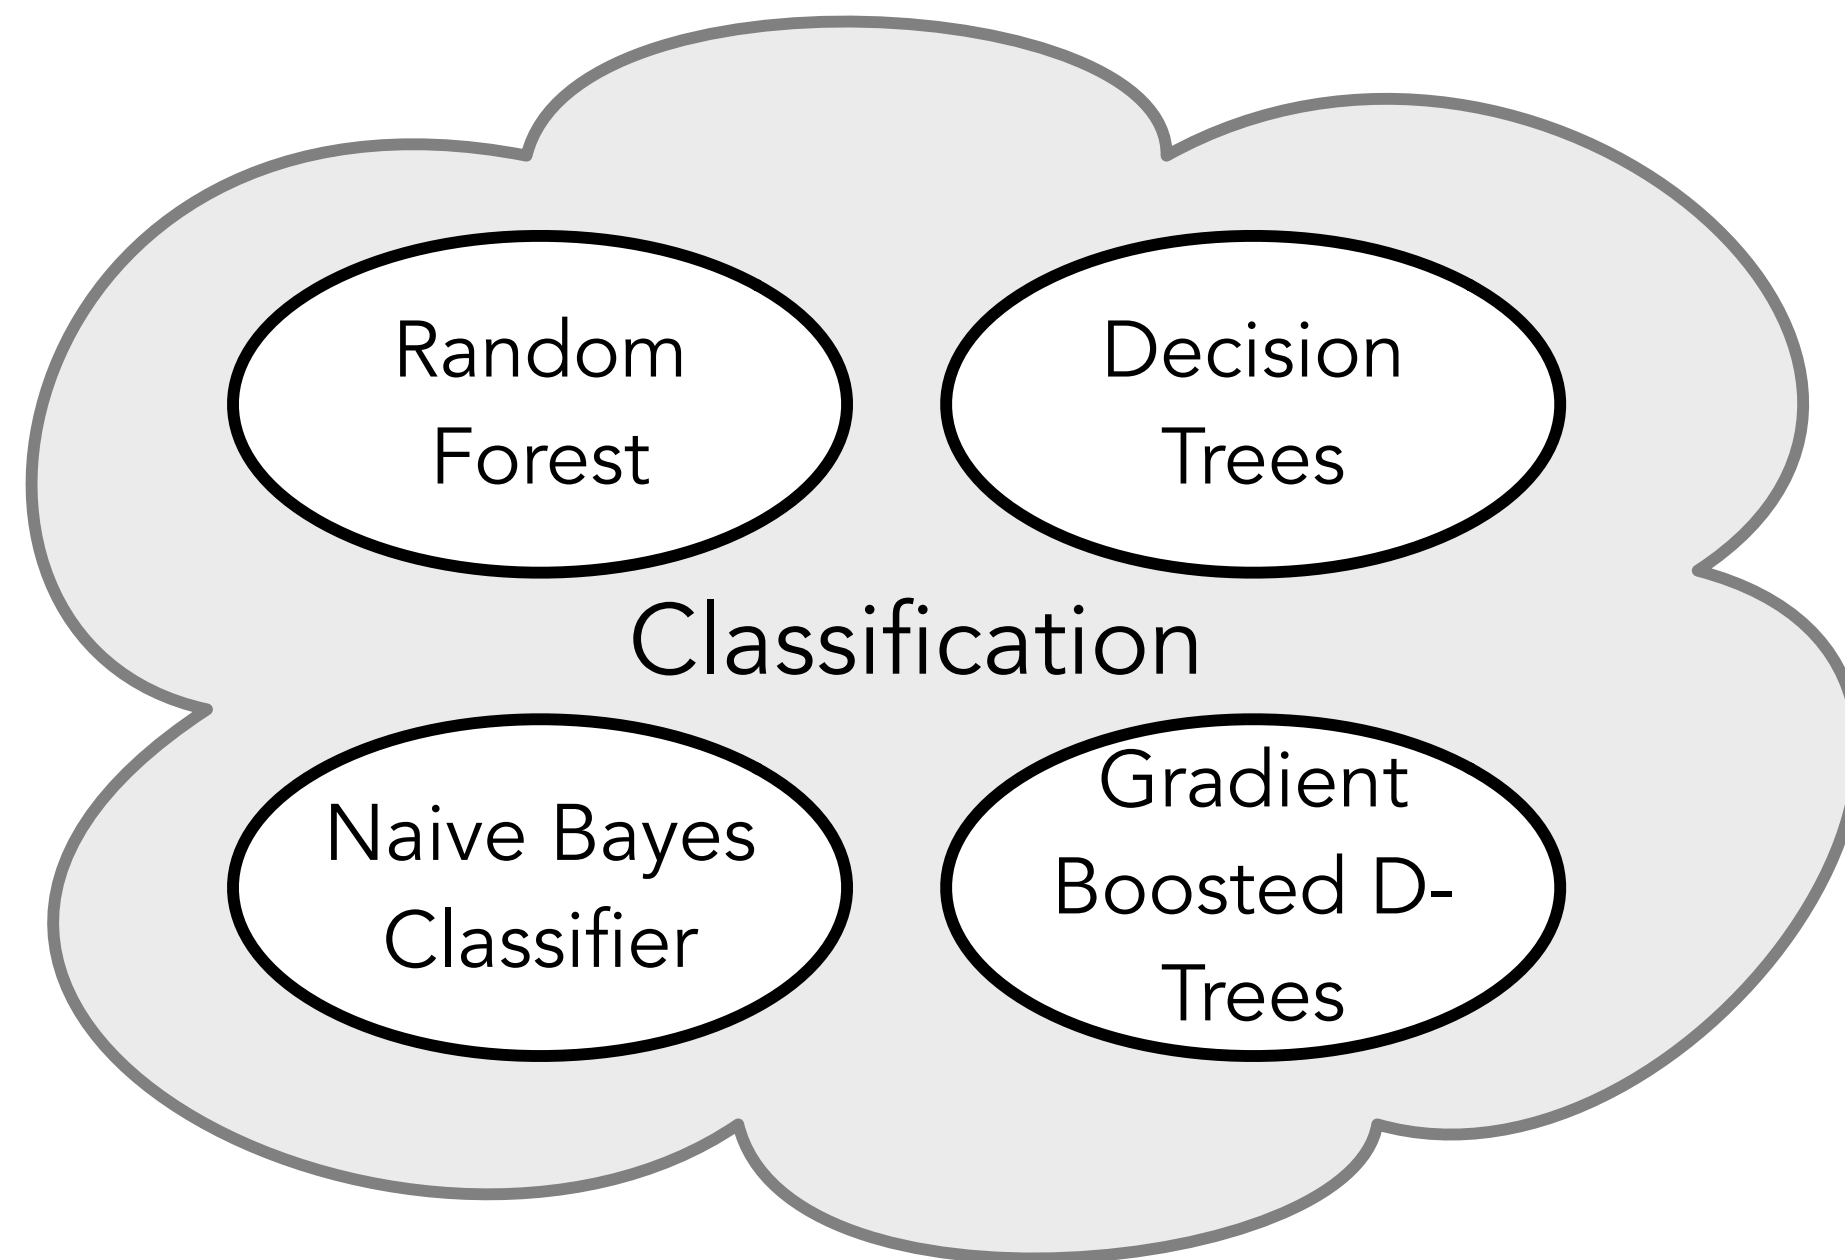 Random
Forest
Decision
Trees
Classification
Naive Bayes
Classifier
Gradient
Boosted D-
Trees